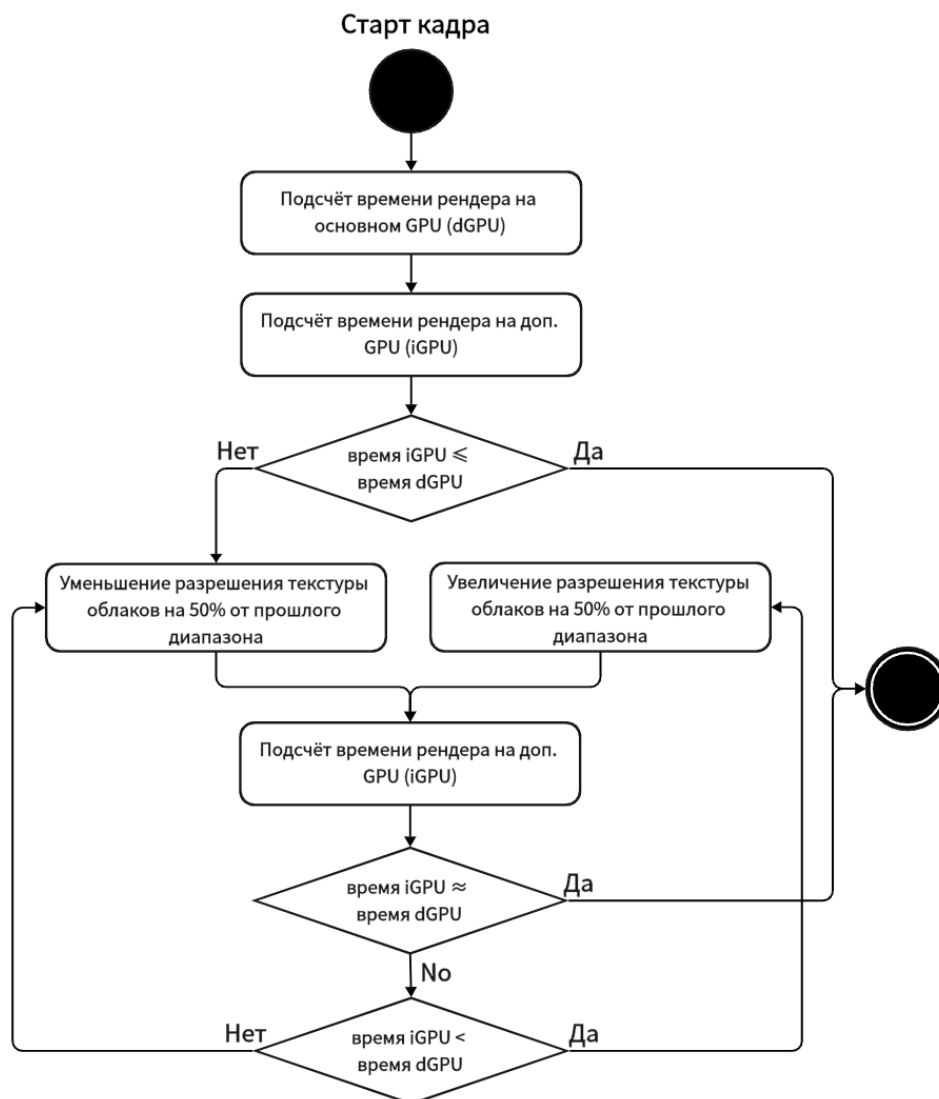 Старт кадра
Подсчёт времени рендера на
основном GPU (dGPU)
Подсчёт времени рендера на доп.
GPU (iGPU)
Нет
время iGPU ⩽
время dGPU
Да
Уменьшение разрешения текстуры
облаков на 50% от прошлого
диапазона
Увеличение разрешения текстуры
облаков на 50% от прошлого
диапазона
Подсчёт времени рендера на доп.
GPU (iGPU)
время iGPU ≈
время dGPU
Да
No
Нет
время iGPU <
время dGPU
Да